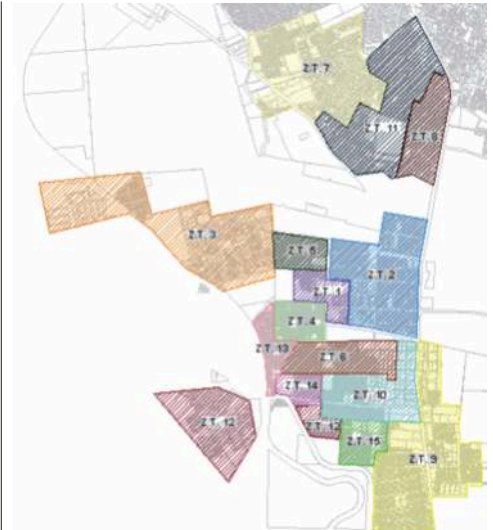 Z.T. 7
Z.T. 11
Z.T. 8
Z.T. 3
Z.T. 5
Z.T. 2
Z.T. 1
Z.T. 4
Z.T. 13
Z.T. 6
Z.T. 14
Z.T. 10
Z.T. 12
Z.T. 12
Z.T. 15
Z.T. 9